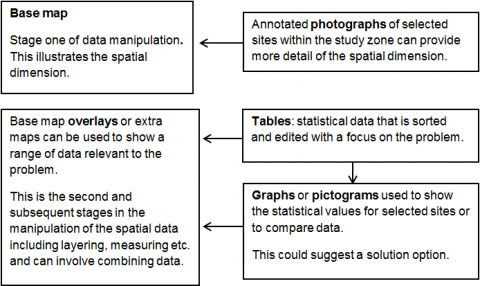 Base map
Stage one of data manipulation.
This illustrates the spatial
dimension.
Annotated photographs of selected
sites within the study zone can provide
more detail of the spatial dimension.
Base map overlays or extra
maps can be used to show a
range of data relevant to the
problem.
This is the second and
subsequent stages in the
manipulation of the spatial data
including layering, measuring etc.
and can involve combining data.
Tables: statistical data that is sorted
and edited with a focus on the problem.
Graphs or pictograms used to show
the statistical values for selected sites or
to compare data.
This could suggest a solution option.